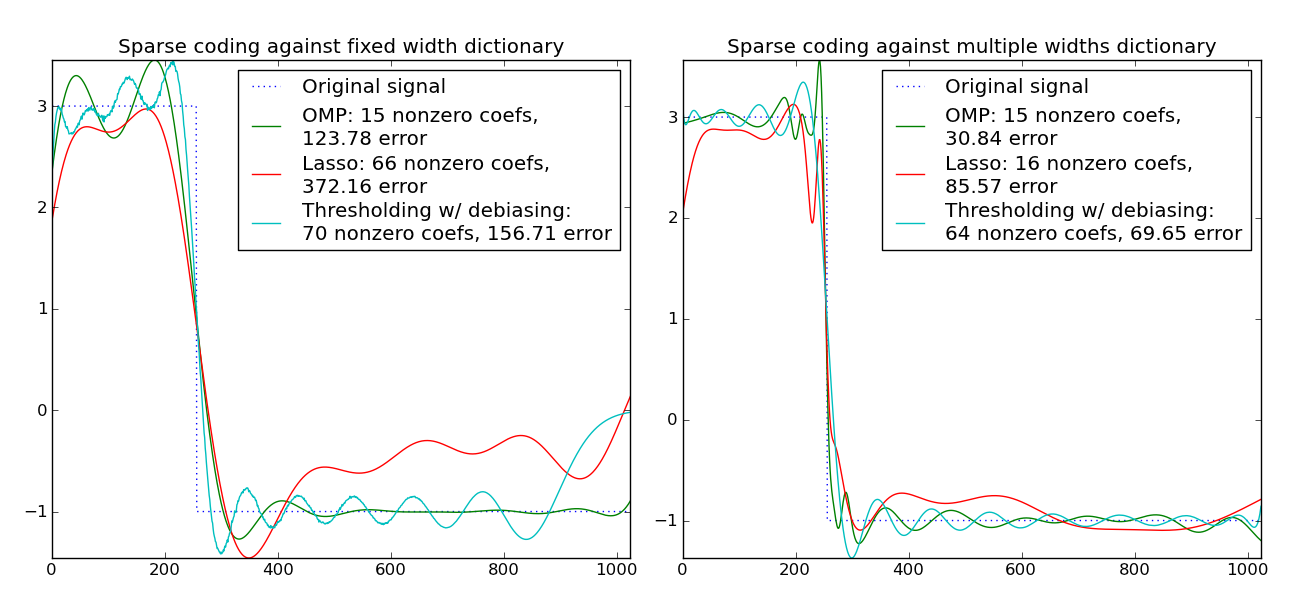 Sparse coding against fixed width dictionary
Original signal
OMP: 15 nonzero coefs,
123.78 error
Lasso: 66 nonzero coefs,
372.16 error
Thresholding w/ debiasing:
70 nonzero coefs, 156.71 error
3
2
1
0
−1
0 200 400 600 800 1000
Sparse coding against multiple widths dictionary
Original signal
OMP: 15 nonzero coefs,
30.84 error
Lasso: 16 nonzero coefs,
85.57 error
Thresholding w/ debiasing:
64 nonzero coefs, 69.65 error
3
2
1
0
−1
0 200 400 600 800 1000